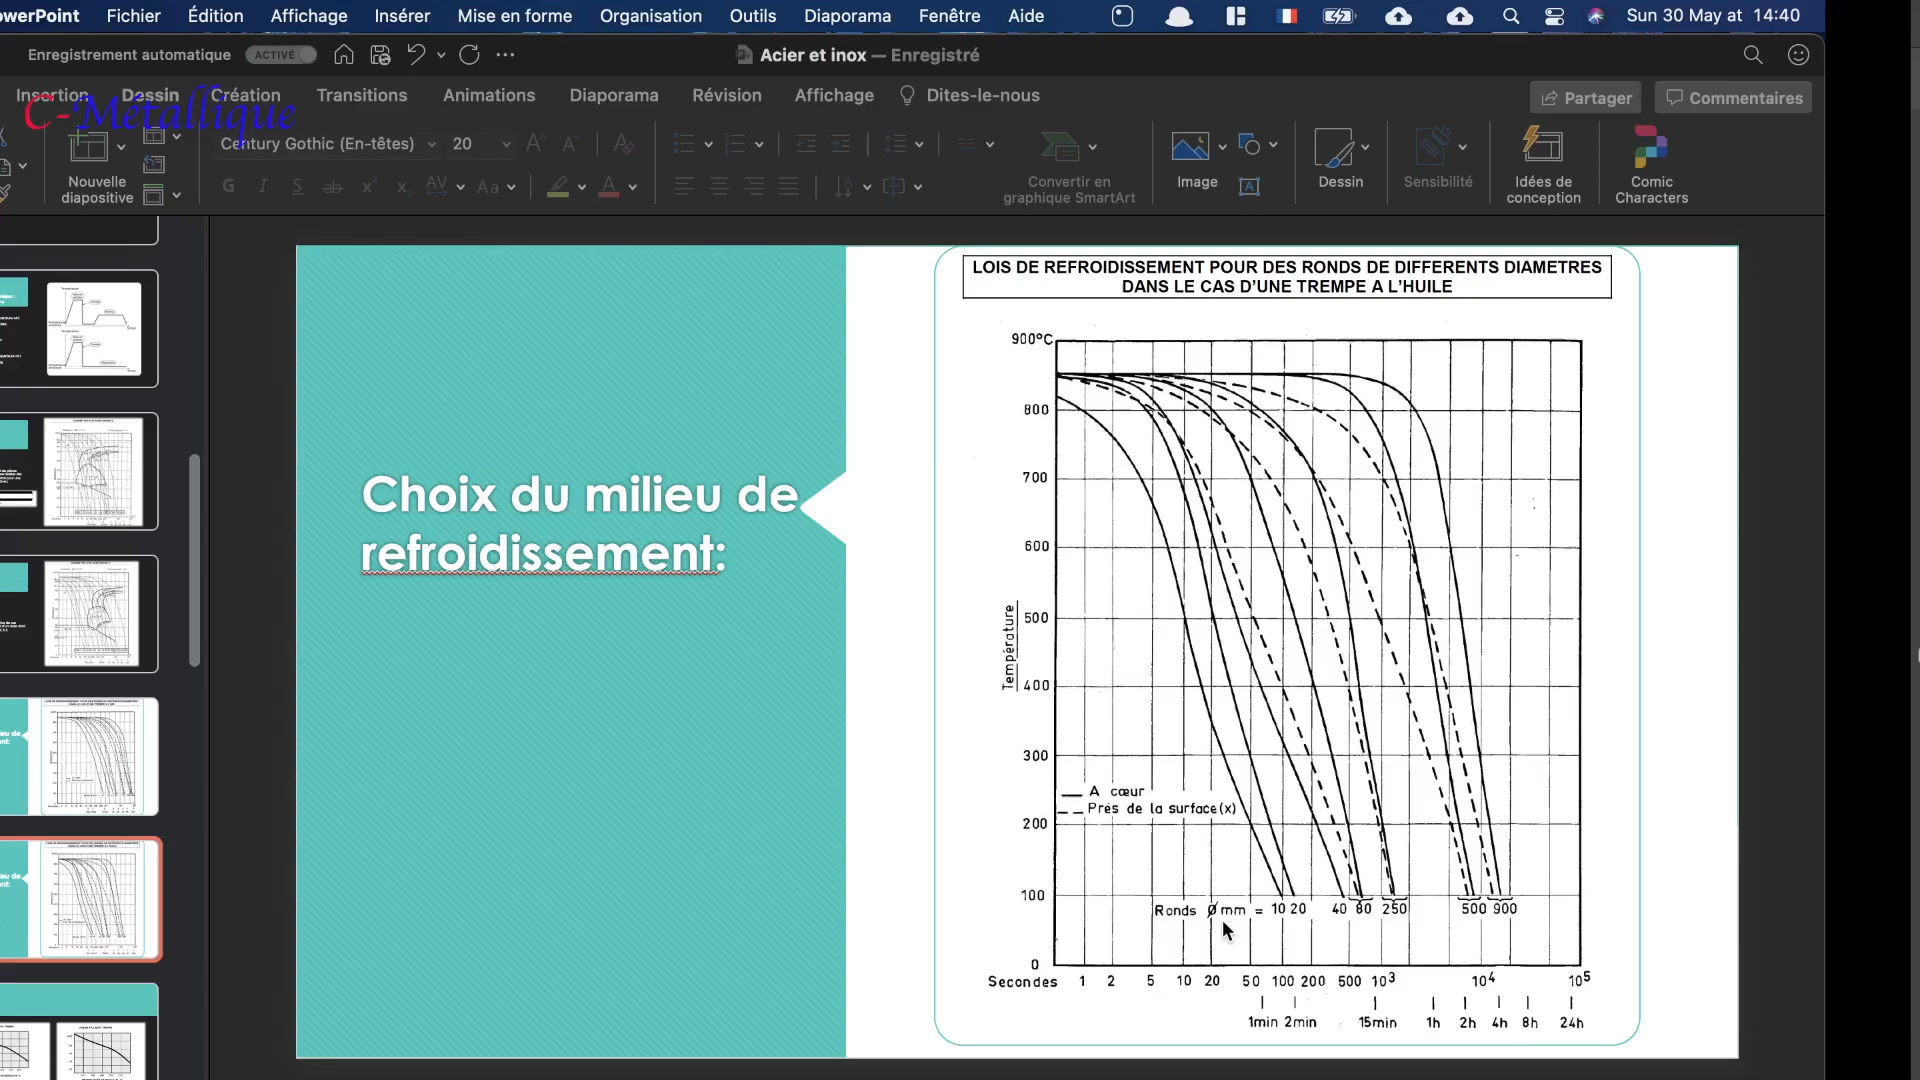 owerPoint Fichier Édition Affichage Insérer Mise en forme Organisation Outils Diaporama Fenêtre Aide Sun 30 May at 14:40
Enregistrement automatique ACTIVÉ Acier et inox — Enregistré
Insertion Dessin Création Transitions Animations Diaporama Révision Affichage Dites-le-nous Partager Commentaires
C-Métallique
Century Gothic (En-têtes) 20
Nouvelle diapositive
G I S ab x² x, AV Aa A
Convertir en graphique SmartArt
Image
Dessin
Sensibilité
Idées de conception
Comic Characters
Choix du milieu de
refroidissement:
LOIS DE REFROIDISSEMENT POUR DES RONDS DE DIFFERENTS DIAMETRES
DANS LE CAS D'UNE TREMPE A L'HUILE
900°C
800
700
600
500
Température
400
300
A cœur
Près de la surface(x)
200
100
Ronds Ø mm = 10 20 40 80 250 500 900
0
Secondes 1 2 5 10 20 50 100 200 500 10³ 10⁴ 10⁵
1min 2min 15min 1h 2h 4h 8h 24h